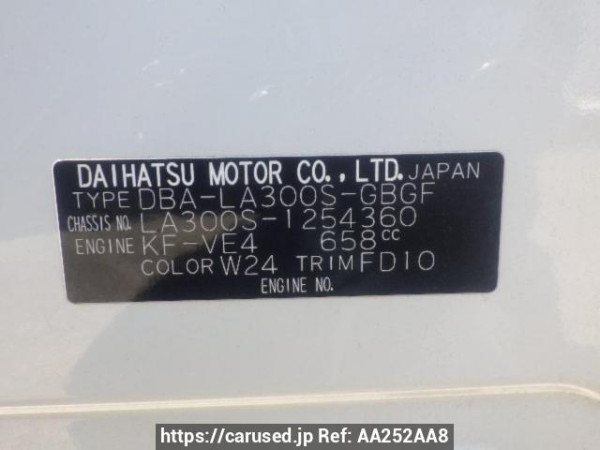 DAIHATSU MOTOR CO., LTD. JAPAN
TYPE DBA-LA300S-GBGF
CHASSIS NO. LA300S-1254360
ENGINE KF-VE4 658cc
COLOR W24 TRIM FD10
ENGINE NO.
https://carused.jp Ref: AA252AA8